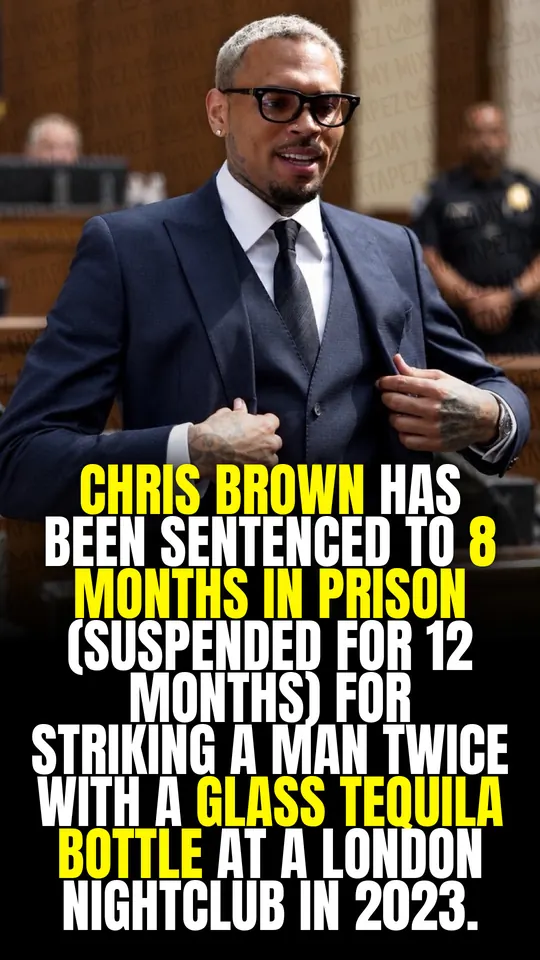 CHRIS BROWN HAS
BEEN SENTENCED TO 8
MONTHS IN PRISON
(SUSPENDED FOR 12
MONTHS) FOR
STRIKING A MAN TWICE
WITH A GLASS TEQUILA
BOTTLE AT A LONDON
NIGHTCLUB IN 2023.